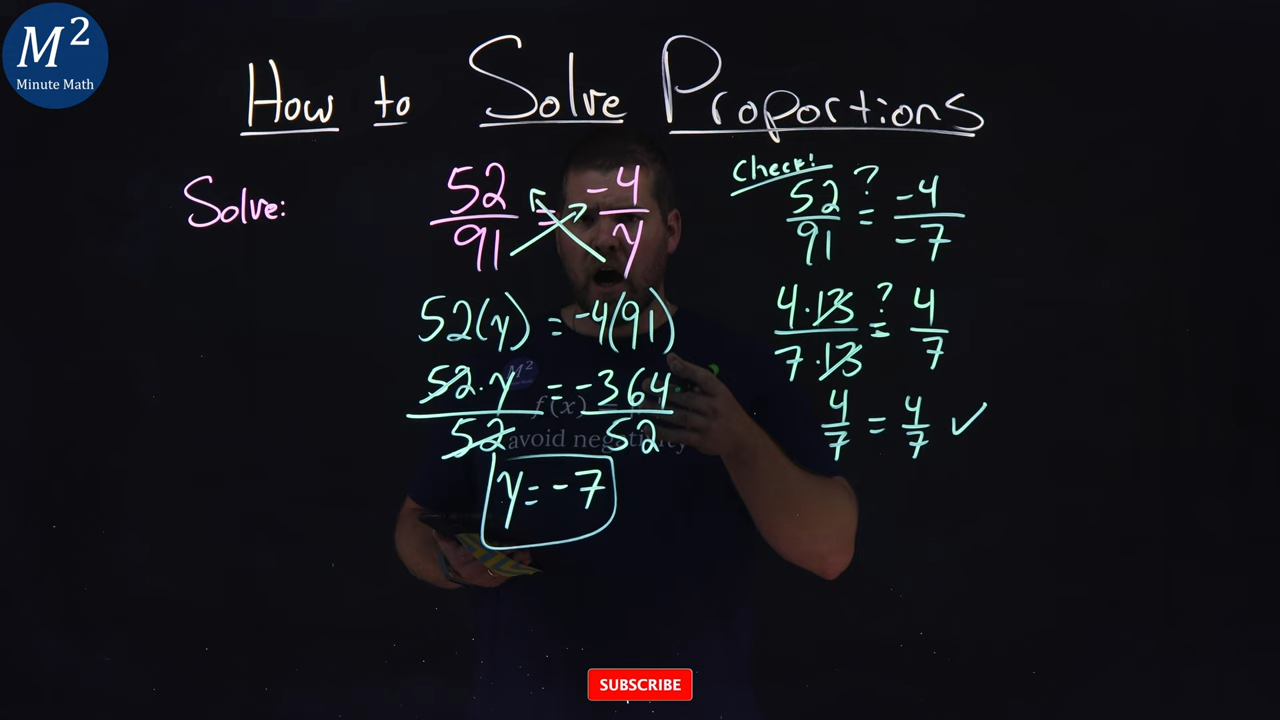 M²
Minute Math
How to Solve Proportions
Solve:
52/91 = -4/y
52(y) = -4(91)
52·y/52 = -364/52
y = -7
Check!
52/91 ?= -4/-7
4·13/7·13 ?= 4/7
4/7 = 4/7 ✓
M²
f(x)
avoid negativity
SUBSCRIBE